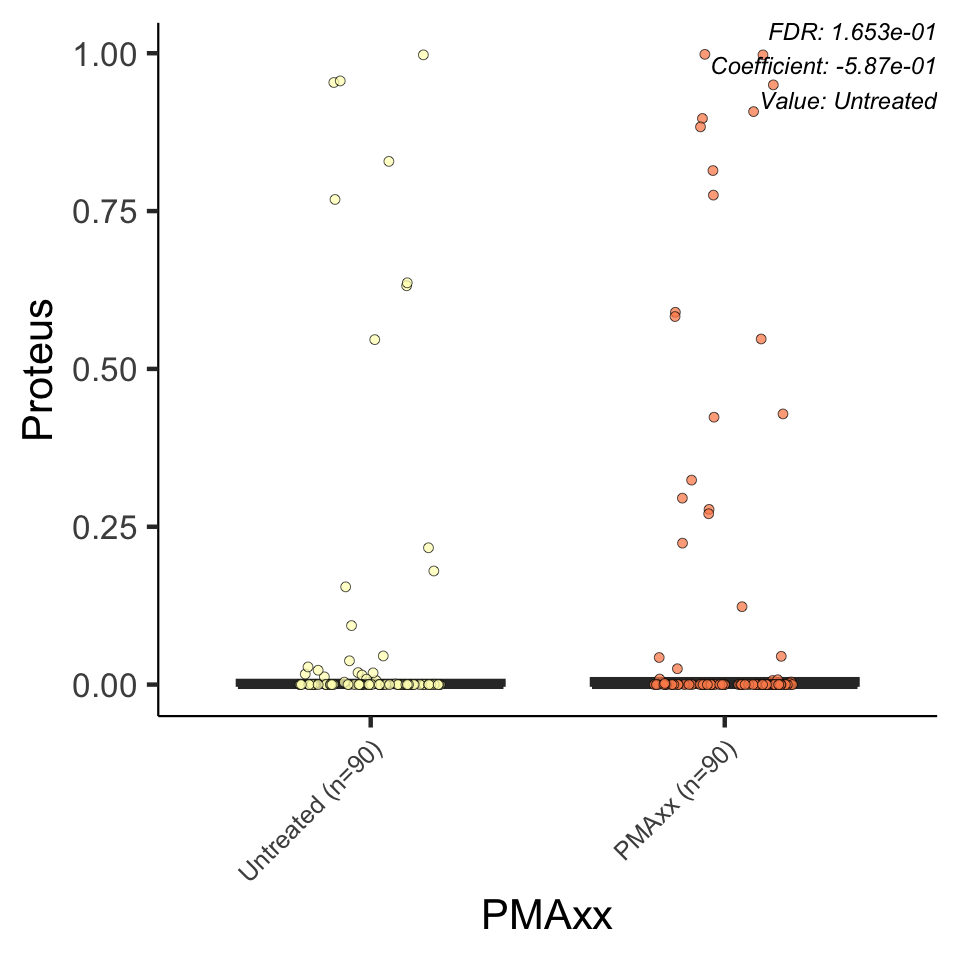 FDR: 1.653e-01
Coefficient: -5.87e-01
Value: Untreated
1.00
0.75
0.50
0.25
0.00
Proteus
Untreated (n=90)
PMAxx (n=90)
PMAxx